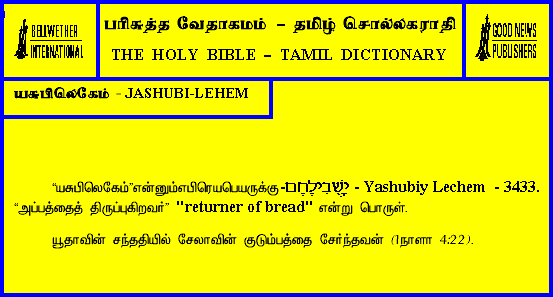 BELLWETHER
INTERNATIONAL
பரிசுத்த வேதாகமம் – தமிழ் சொல்லகராதி
THE HOLY BIBLE – TAMIL DICTIONARY
GOOD NEWS
PUBLISHERS
யசுபிலெகேம் - JASHUBI-LEHEM
“யசுபிலெகேம்”என்னும்எபிரெயபெயருக்கு -יָשֻׁבִי לֶחֶם - Yashubiy Lechem - 3433.
“அப்பத்தைத் திருப்புகிறவர்” "returner of bread" என்று பொருள்.
யூதாவின் சந்ததியில் சேலாவின் குடும்பத்தை சேர்ந்தவன் (1நாளா 4:22).